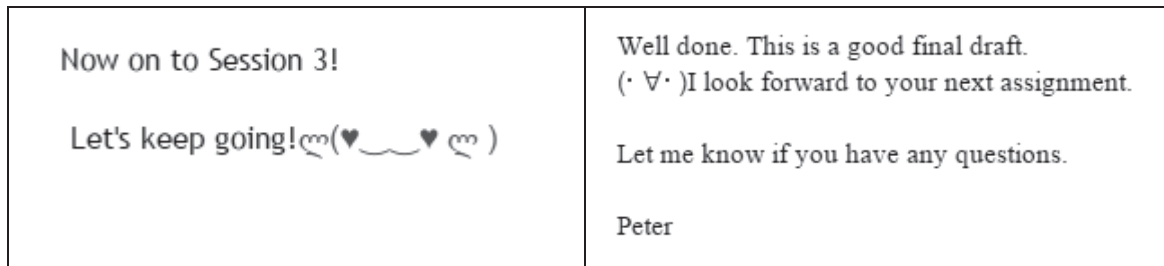 Now on to Session 3!
Let's keep going!ლ(♥‿‿♥ ლ )
Well done. This is a good final draft.
(･ ∀･ )I look forward to your next assignment.
Let me know if you have any questions.
Peter